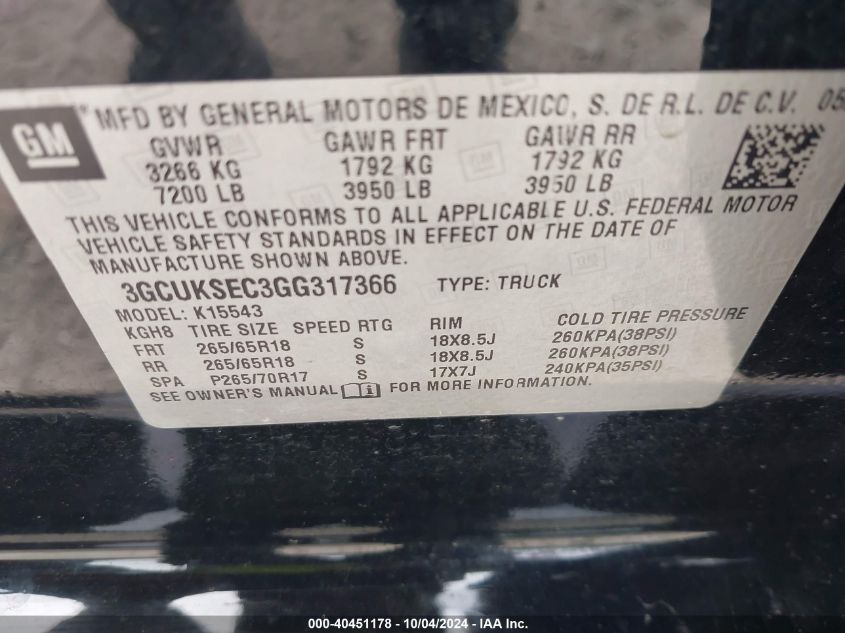 GM
MFD BY GENERAL MOTORS DE MEXICO, S. DE R.L. DE C.V. 05
GVWR GAWR FRT GAWR RR
3266 KG 1792 KG 1792 KG
7200 LB 3950 LB 3950 LB
THIS VEHICLE CONFORMS TO ALL APPLICABLE U.S. FEDERAL MOTOR
VEHICLE SAFETY STANDARDS IN EFFECT ON THE DATE OF
MANUFACTURE SHOWN ABOVE.
3GCUKSEC3GG317366 TYPE: TRUCK
MODEL: K15543
KGH8 TIRE SIZE SPEED RTG RIM COLD TIRE PRESSURE
FRT 265/65R18 S 18X8.5J 260KPA(38PSI)
RR 265/65R18 S 18X8.5J 260KPA(38PSI)
SPA P265/70R17 S 17X7J 240KPA(35PSI)
SEE OWNER'S MANUAL FOR MORE INFORMATION.
000-40451178 - 10/04/2024 - IAA Inc.